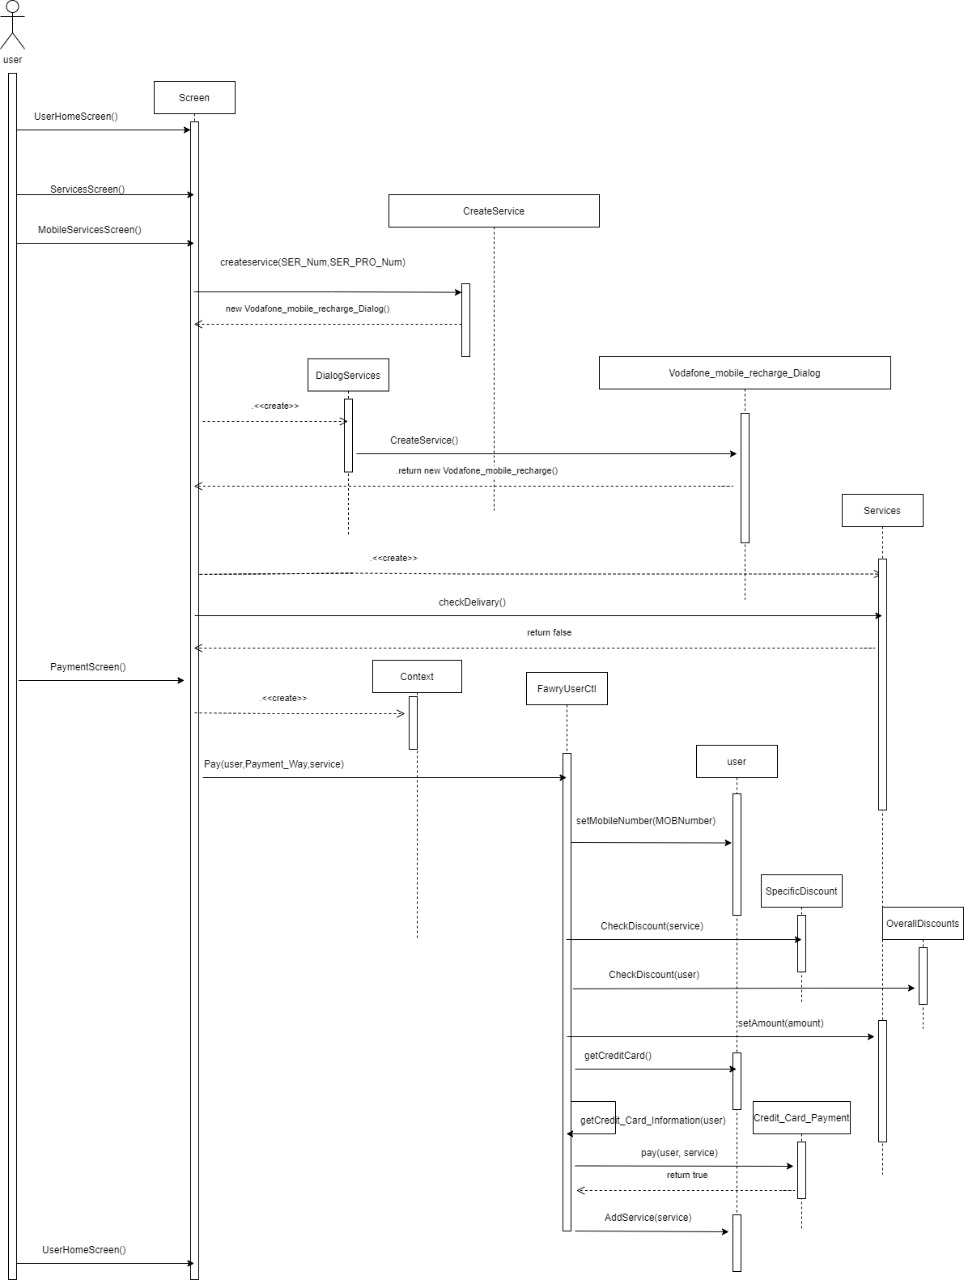 user
Screen
UserHomeScreen()
ServicesScreen()
CreateService
MobileServicesScreen()
createservice(SER_Num,SER_PRO_Num)
new Vodafone_mobile_recharge_Dialog()
DialogServices
Vodafone_mobile_recharge_Dialog
.<<create>>
CreateService()
.return new Vodafone_mobile_recharge()
Services
.<<create>>
checkDelivary()
return false
PaymentScreen()
Context
FawryUserCtl
.<<create>>
Pay(user,Payment_Way,service)
user
setMobileNumber(MOBNumber)
SpecificDiscount
CheckDiscount(service)
OverallDiscounts
CheckDiscount(user)
setAmount(amount)
getCreditCard()
getCredit_Card_Information(user)
Credit_Card_Payment
pay(user, service)
return true
AddService(service)
UserHomeScreen()